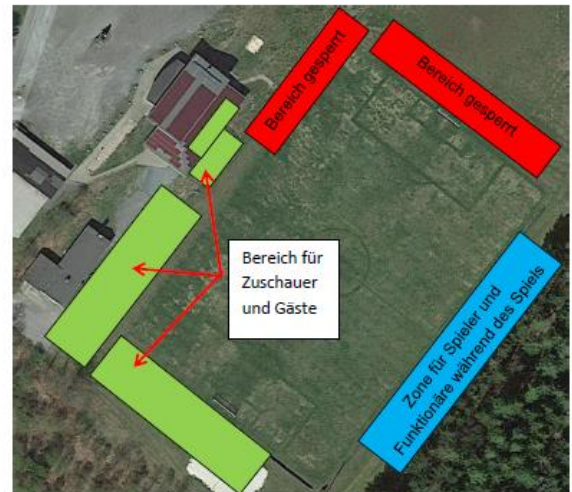 Bereich gesperrt
Bereich gesperrt
Bereich für
Zuschauer
und Gäste
Zone für Spieler und
Funktionäre während des Spiels